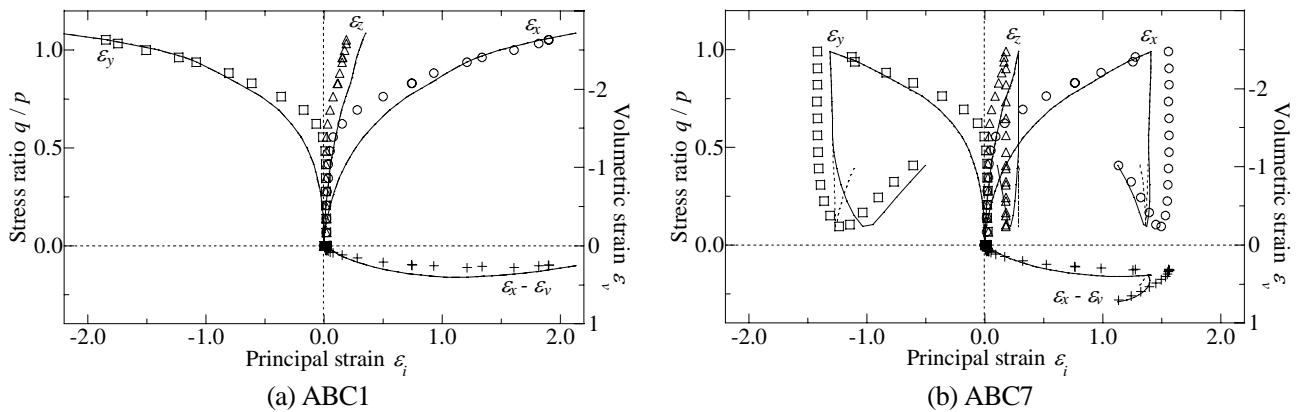 Stress ratio q / p
1.0
0.5
0.0
εy
εz
εx
εx - εv
-2
-1
0
1
Volumetric strain εv
-2.0 -1.0 0.0 1.0 2.0
Principal strain εi
(a) ABC1
Stress ratio q / p
1.0
0.5
0.0
εy
εz
εx
εx - εv
-2
-1
0
1
Volumetric strain εv
-2.0 -1.0 0.0 1.0 2.0
Principal strain εi
(b) ABC7